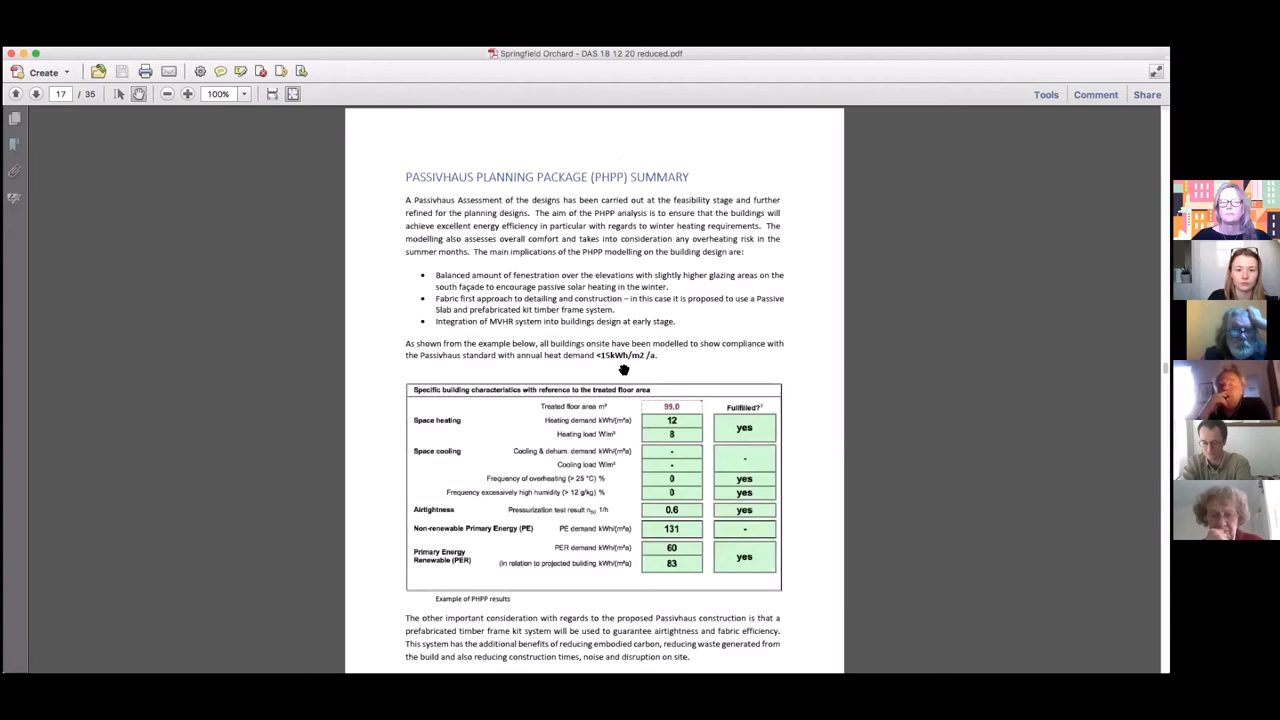 Springfield Orchard - DAS 18 12 20 reduced.pdf
Create
17 / 35
100%
Tools
Comment
Share
PASSIVHAUS PLANNING PACKAGE (PHPP) SUMMARY
A Passivhaus Assessment of the designs has been carried out at the feasibility stage and further
refined for the planning designs. The aim of the PHPP analysis is to ensure that the buildings will
achieve excellent energy efficiency in particular with regards to winter heating requirements. The
modelling also assesses overall comfort and takes into consideration any overheating risk in the
summer months. The main implications of the PHPP modelling on the building design are:
• Balanced amount of fenestration over the elevations with slightly higher glazing areas on the
south façade to encourage passive solar heating in the winter.
• Fabric first approach to detailing and construction – in this case it is proposed to use a Passive
Slab and prefabricated kit timber frame system.
• Integration of MVHR system into buildings design at early stage.
As shown from the example below, all buildings onsite have been modelled to show compliance with
the Passivhaus standard with annual heat demand <15kWh/m2 /a.
Specific building characteristics with reference to the treated floor area
Treated floor area m² 99.0 Fullfilled?²
Space heating Heating demand kWh/(m²a) 12 yes
Heating load W/m² 8
Space cooling Cooling & dehum. demand kWh/(m²a) - -
Cooling load W/m² -
Frequency of overheating (> 25 °C) % 0 yes
Frequency excessively high humidity (> 12 g/kg) % 0 yes
Airtightness Pressurization test result n50 1/h 0.6 yes
Non-renewable Primary Energy (PE) PE demand kWh/(m²a) 131 -
Primary Energy
Renewable (PER) PER demand kWh/(m²a) 60 yes
(in relation to projected building kWh/(m²a) 83
Example of PHPP results
The other important consideration with regards to the proposed Passivhaus construction is that a
prefabricated timber frame kit system will be used to guarantee airtightness and fabric efficiency.
This system has the additional benefits of reducing embodied carbon, reducing waste generated from
the build and also reducing construction times, noise and disruption on site.